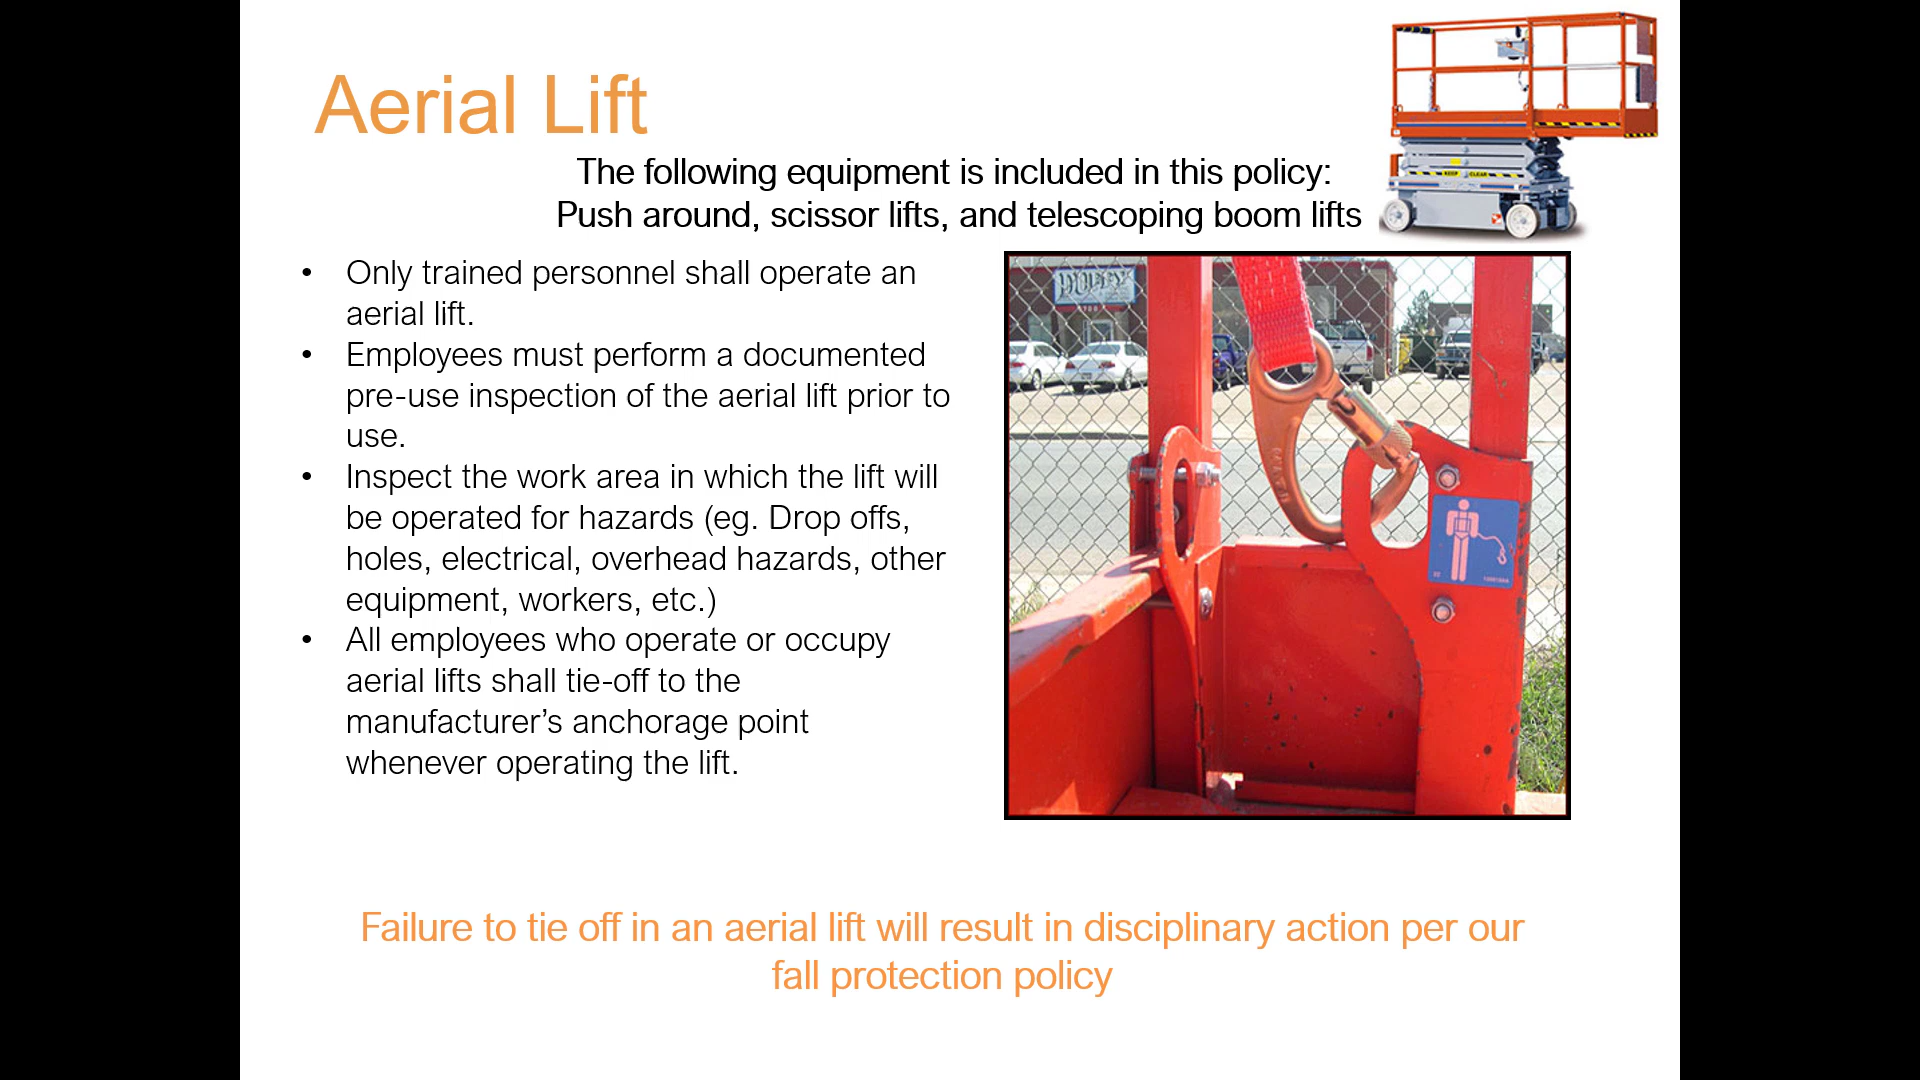 Aerial Lift
The following equipment is included in this policy:
Push around, scissor lifts, and telescoping boom lifts
KEEP CLEAR
• Only trained personnel shall operate an
aerial lift.
• Employees must perform a documented
pre-use inspection of the aerial lift prior to
use.
• Inspect the work area in which the lift will
be operated for hazards (eg. Drop offs,
holes, electrical, overhead hazards, other
equipment, workers, etc.)
• All employees who operate or occupy
aerial lifts shall tie-off to the
manufacturer’s anchorage point
whenever operating the lift.
Failure to tie off in an aerial lift will result in disciplinary action per our
fall protection policy